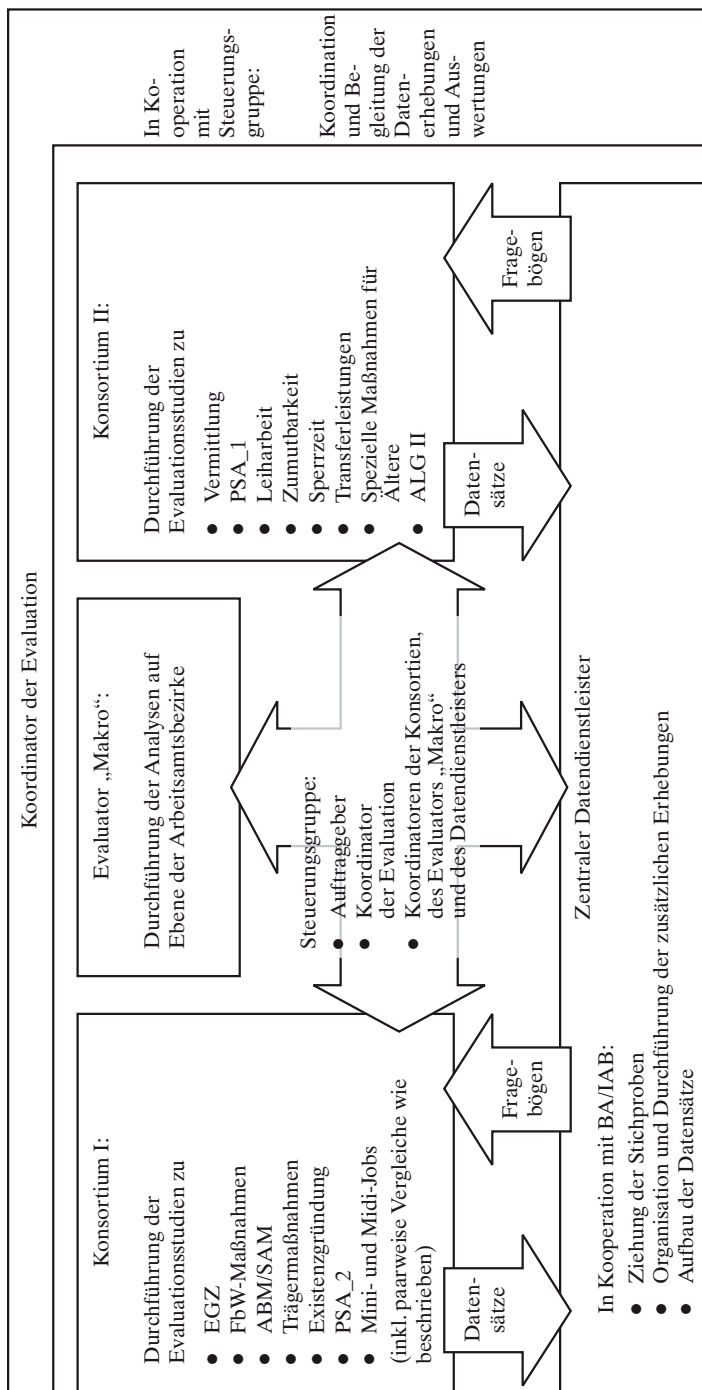 Koordinator der Evaluation
Konsortium I:
Durchführung der
Evaluationsstudien zu
● EGZ
● FbW-Maßnahmen
● ABM/SAM
● Trägermaßnahmen
● Existenzgründung
● PSA_2
● Mini- und Midi-Jobs
(inkl. paarweise Vergleiche wie
beschrieben)
Evaluator „Makro“:
Durchführung der Analysen auf
Ebene der Arbeitsamtsbezirke
Konsortium II:
Durchführung der
Evaluationsstudien zu
● Vermittlung
● PSA_1
● Leiharbeit
● Zumutbarkeit
● Sperrzeit
● Transferleistungen
● Spezielle Maßnahmen für
Ältere
● ALG II
In Ko-
operation
mit
Steuerungs-
gruppe:
Koordination
und Be-
gleitung der
Daten-
erhebungen
und Aus-
wertungen
Steuerungsgruppe:
● Auftraggeber
● Koordinator
der Evaluation
● Koordinatoren der Konsortien,
des Evaluators „Makro“
und des Datendienstleisters
Daten-
sätze
Frage-
bögen
Daten-
sätze
Frage-
bögen
Zentraler Datendienstleister
In Kooperation mit BA/IAB:
● Ziehung der Stichproben
● Organisation und Durchführung der zusätzlichen Erhebungen
● Aufbau der Datensätze